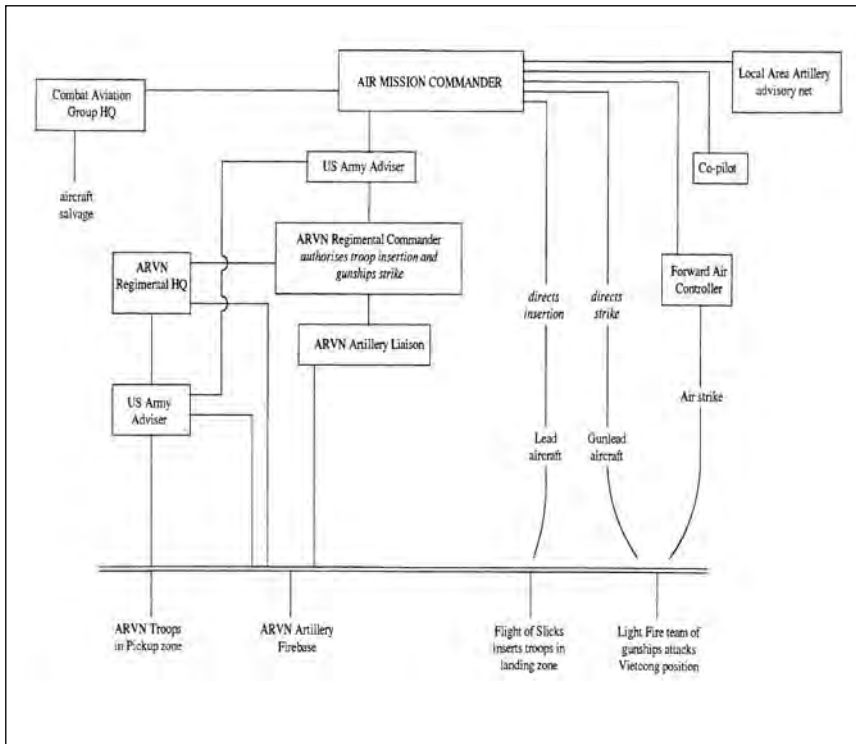 AIR MISSION COMMANDER
Local Area Artillery
advisory net
Combat Aviation
Group HQ
Co-pilot
US Army Adviser
aircraft
salvage
ARVN Regimental Commander
authorises troop insertion and
gunships strike
ARVN
Regimental HQ
Forward Air
Controller
directs
insertion
directs
strike
ARVN Artillery Liaison
US Army
Adviser
Air strike
Lead
aircraft
Gunlead
aircraft
ARVN Troops
in Pickup zone
ARVN Artillery
Firebase
Flight of Slicks
inserts troops in
landing zone
Light Fire team of
gunships attacks
Vietcong position